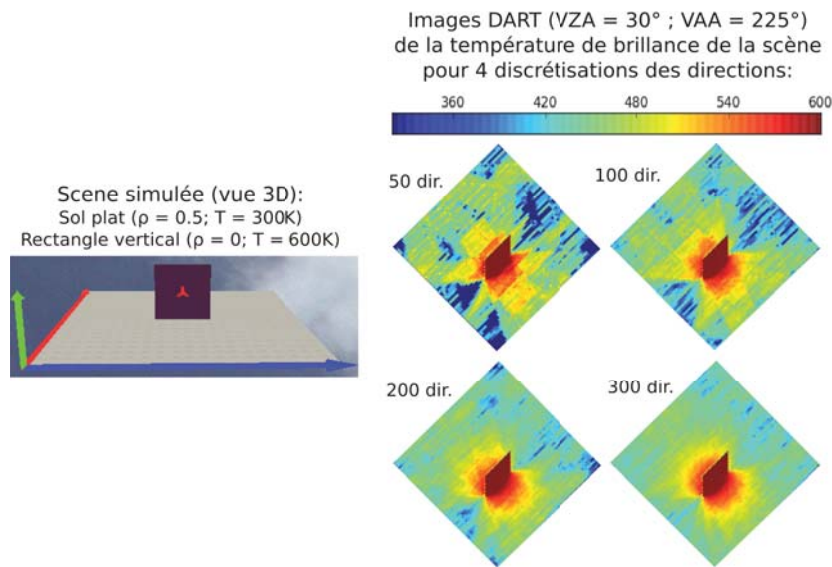 Images DART (VZA = 30° ; VAA = 225°)
de la température de brillance de la scène
pour 4 discrétisations des directions:
360 420 480 540 600
Scene simulée (vue 3D):
Sol plat (ρ = 0.5; T = 300K)
Rectangle vertical (ρ = 0; T = 600K)
50 dir.
100 dir.
200 dir.
300 dir.